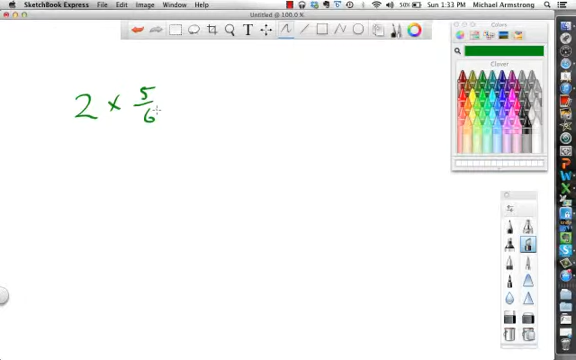 SketchBook Express File Edit Image Window Help 50% Sun 1:33 PM Michael Armstrong
Untitled @ 100.0 %
Colors
Clover
2 × 5/6